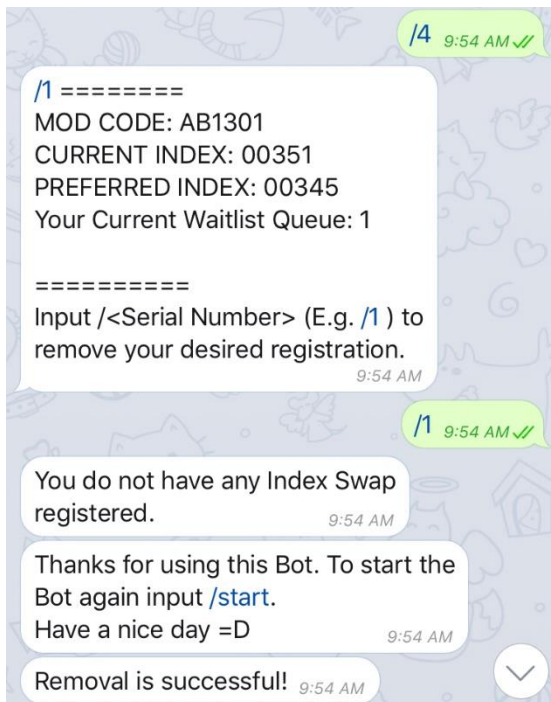 /4 9:54 AM
/1 ========
MOD CODE: AB1301
CURRENT INDEX: 00351
PREFERRED INDEX: 00345
Your Current Waitlist Queue: 1
==========
Input /<Serial Number> (E.g. /1 ) to
remove your desired registration.
9:54 AM
/1 9:54 AM
You do not have any Index Swap
registered. 9:54 AM
Thanks for using this Bot. To start the
Bot again input /start.
Have a nice day =D 9:54 AM
Removal is successful! 9:54 AM